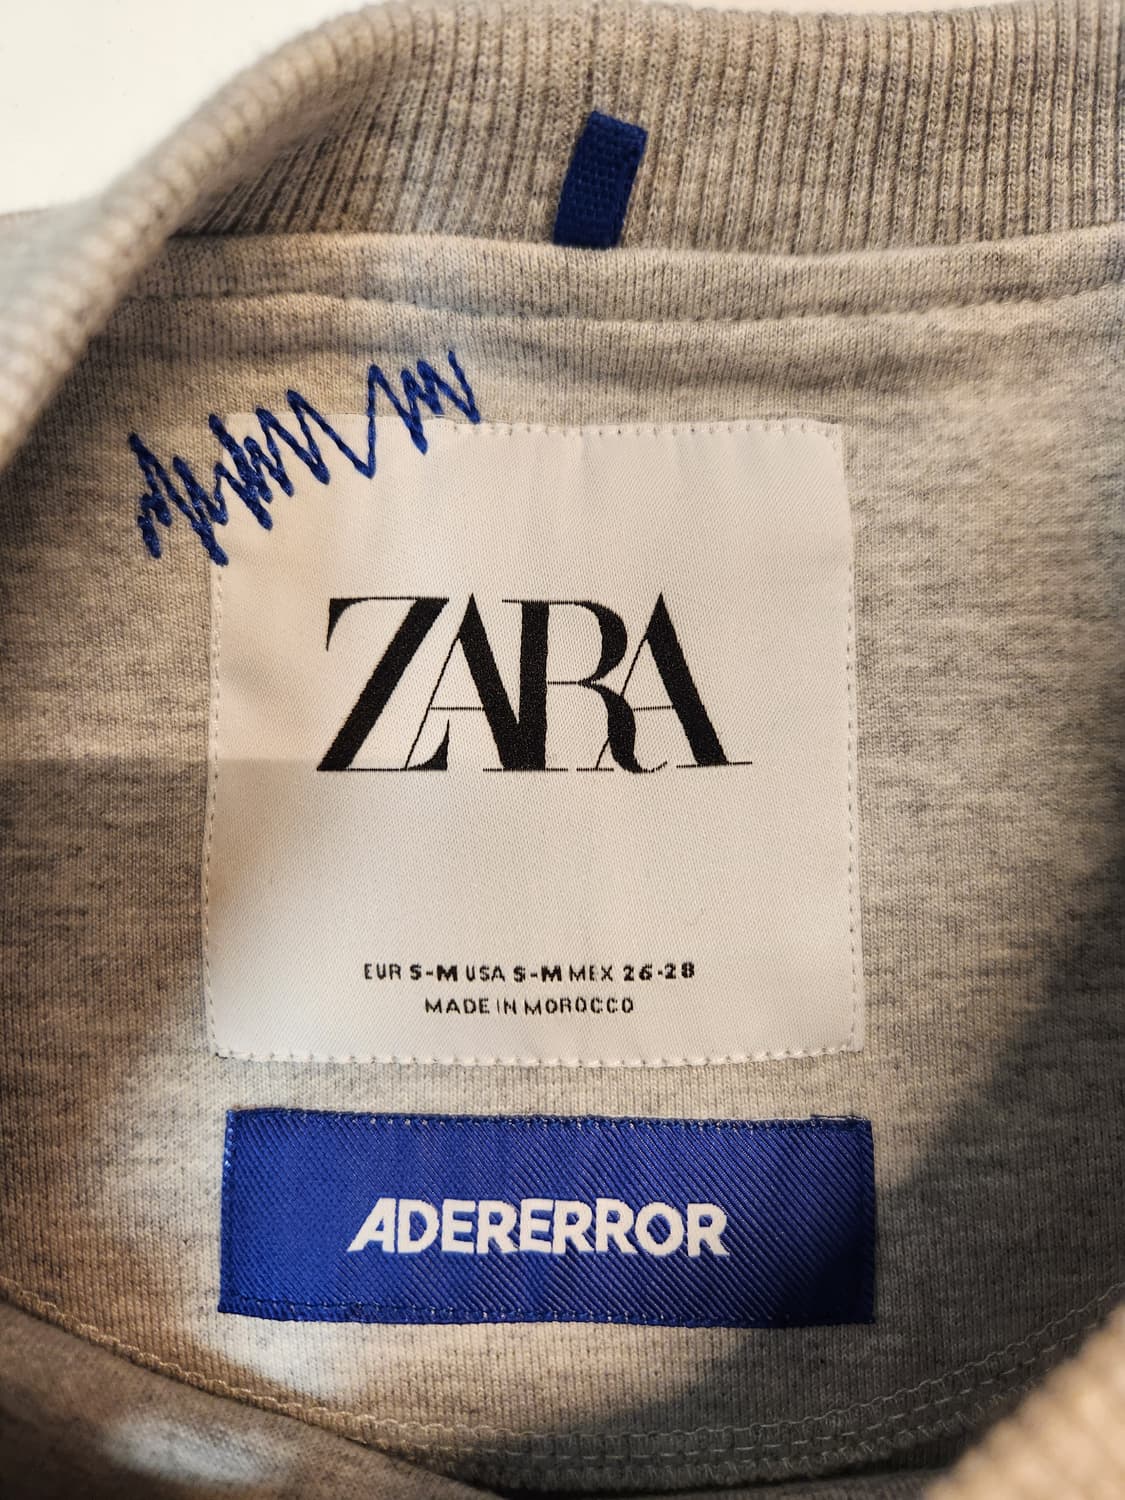 ZARA
EUR S-M USA S-M MEX 26-28
MADE IN MOROCCO
ADERERROR